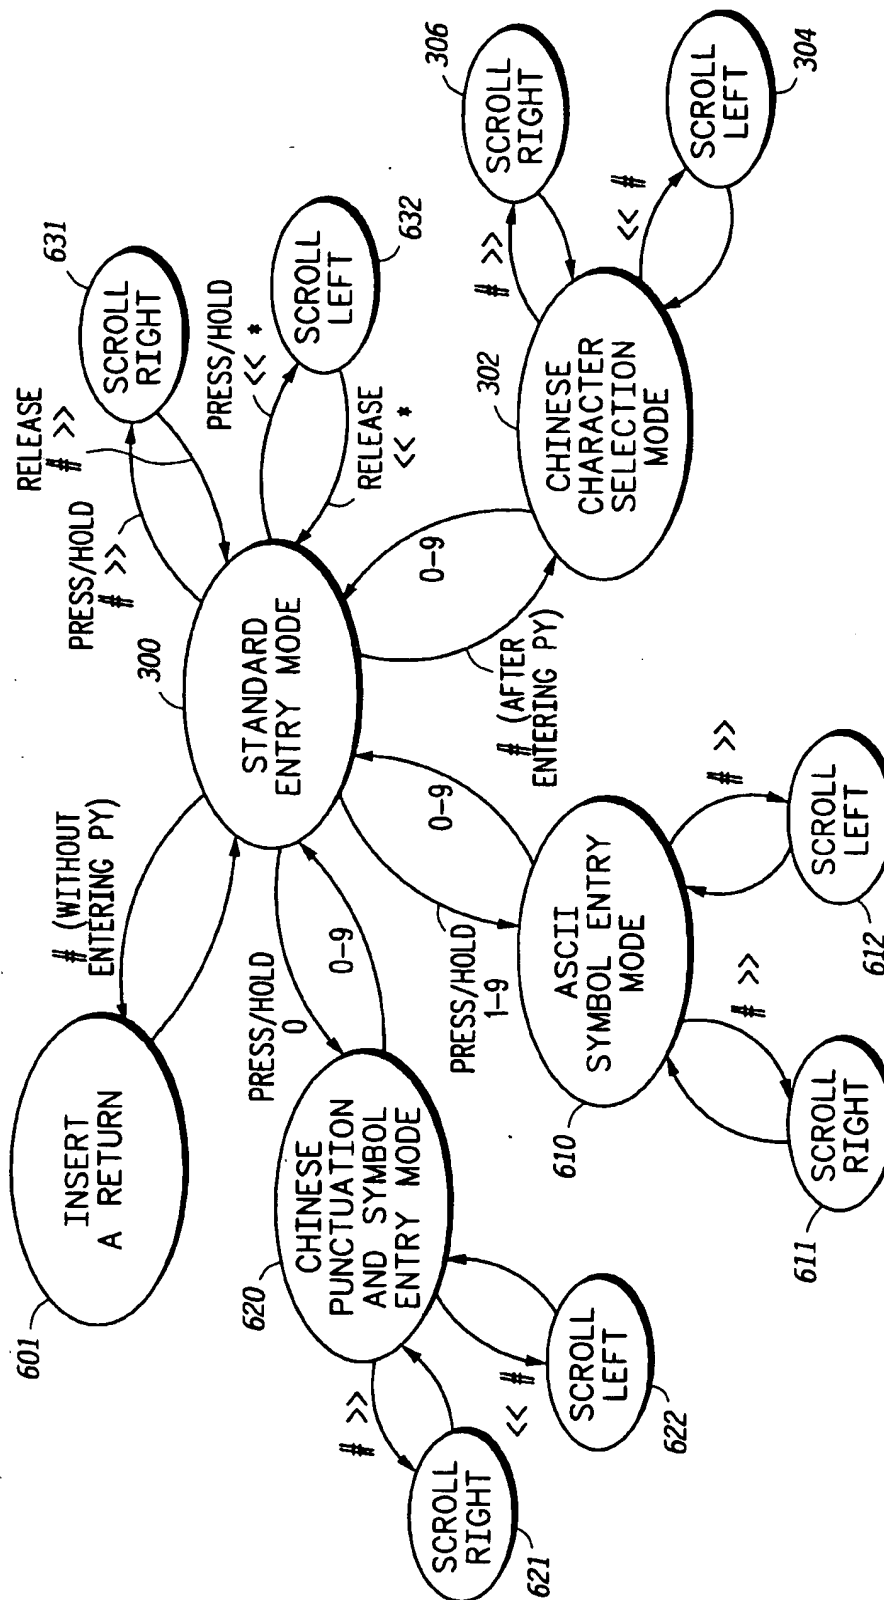 601
INSERT
A RETURN
# (WITHOUT
ENTERING PY)
300
STANDARD
ENTRY MODE
PRESS/HOLD
# >>
RELEASE
# >>
631
SCROLL
RIGHT
PRESS/HOLD
<< *
RELEASE
<< *
632
SCROLL
LEFT
PRESS/HOLD
0
0-9
620
CHINESE
PUNCTUATION
AND SYMBOL
ENTRY MODE
# >>
621
SCROLL
RIGHT
<< #
622
SCROLL
LEFT
PRESS/HOLD
1-9
0-9
610
ASCII
SYMBOL ENTRY
MODE
# >>
611
SCROLL
RIGHT
# >>
612
SCROLL
LEFT
# (AFTER
ENTERING PY)
0-9
302
CHINESE
CHARACTER
SELECTION
MODE
# >>
306
SCROLL
RIGHT
<< #
304
SCROLL
LEFT